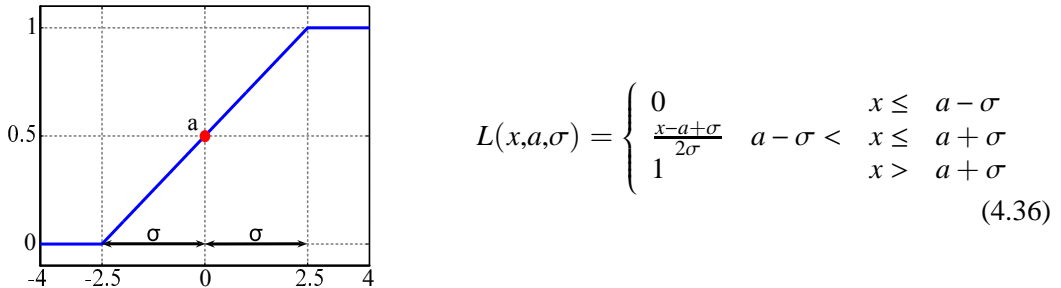 1
a
0.5
σ σ
0
-4 -2.5 0 2.5 4
L(x,a,σ) = { 0 x ≤ a − σ
x−a+σ / 2σ a − σ < x ≤ a + σ
1 x > a + σ
(4.36)